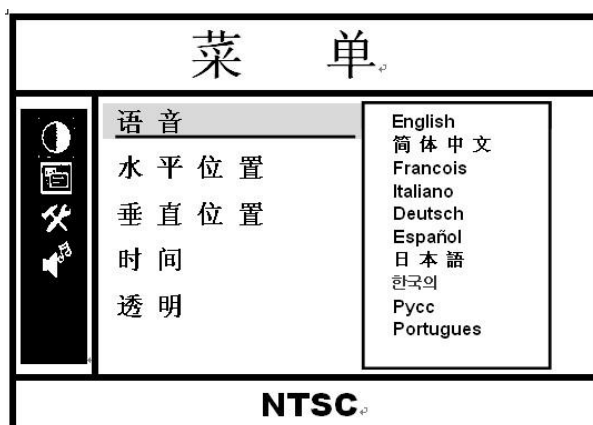 菜 单
语 音
水 平 位 置
垂 直 位 置
时 间
透 明
English
简 体 中 文
Francois
Italiano
Deutsch
Español
日 本 語
한국의
Pycc
Portugues
NTSC